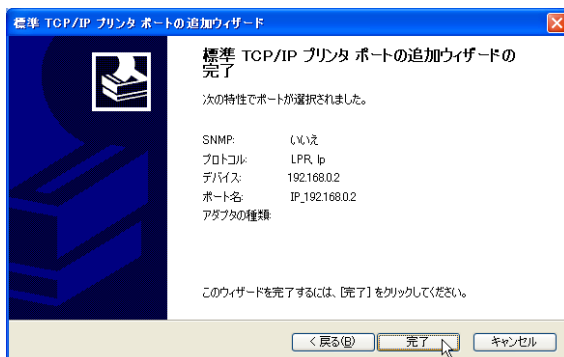 標準 TCP/IP プリンタ ポートの追加ウィザード
標準 TCP/IP プリンタ ポートの追加ウィザードの
完了
次の特性でポートが選択されました。
SNMP: いいえ
プロトコル: LPR, lp
デバイス: 192.168.0.2
ポート名: IP_192.168.0.2
アダプタの種類:
このウィザードを完了するには、[完了] をクリックしてください。
< 戻る(B) 完了 キャンセル